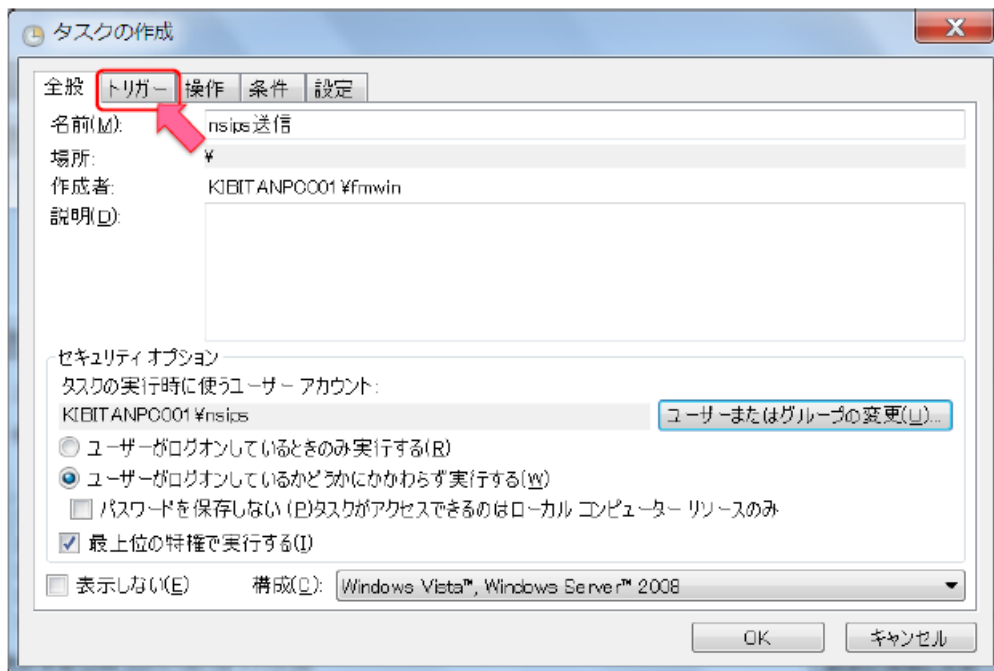 タスクの作成
X
全般 トリガー 操作 条件 設定
名前(M): nsips送信
場所: ¥
作成者: KIBITANPC001¥fmwin
説明(D):
セキュリティ オプション
タスクの実行時に使うユーザー アカウント:
KIBITANPC001¥nsips ユーザーまたはグループの変更(U)...
ユーザーがログオンしているときのみ実行する(R)
ユーザーがログオンしているかどうかにかかわらず実行する(W)
パスワードを保存しない (P)タスクがアクセスできるのはローカル コンピューター リソースのみ
最上位の特権で実行する(I)
表示しない(E) 構成(C): Windows Vista™, Windows Server™ 2008
OK キャンセル